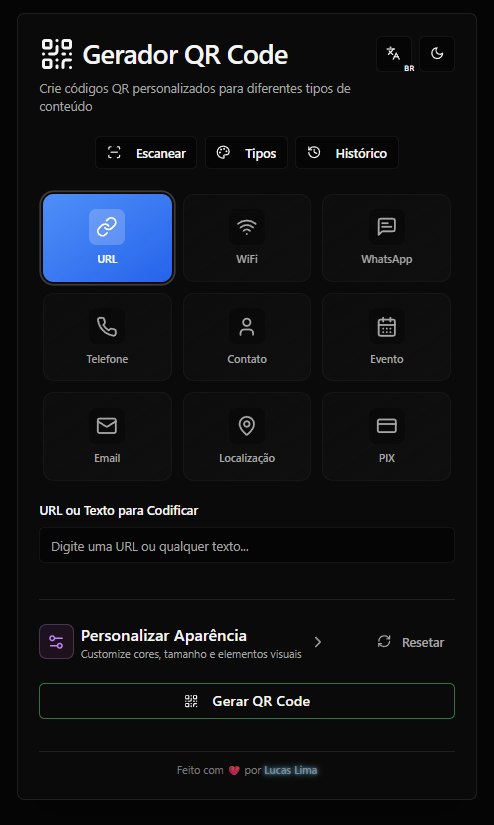 Gerador QR Code
BR
Crie códigos QR personalizados para diferentes tipos de
conteúdo
Escanear
Tipos
Histórico
URL
WiFi
WhatsApp
Telefone
Contato
Evento
Email
Localização
PIX
URL ou Texto para Codificar
Digite uma URL ou qualquer texto...
Personalizar Aparência
Customize cores, tamanho e elementos visuais
Resetar
Gerar QR Code
Feito com ❤️ por Lucas Lima